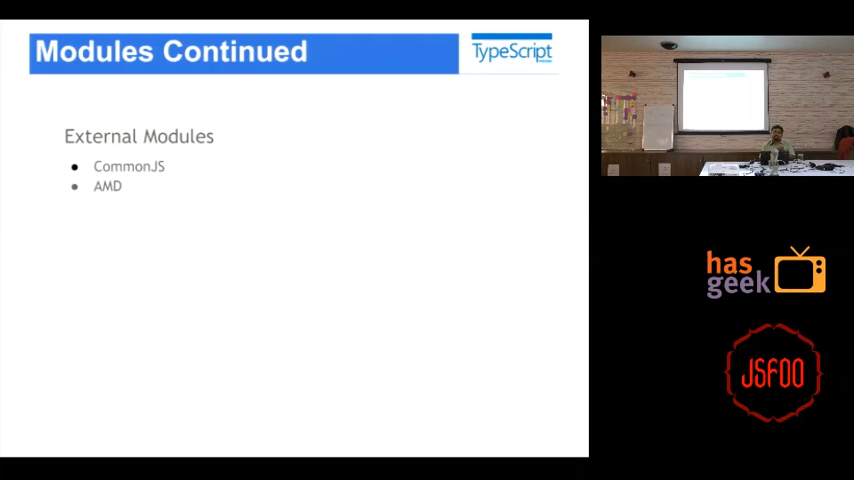 Modules Continued
TypeScript
External Modules
CommonJS
AMD
has
geek
JSFOO